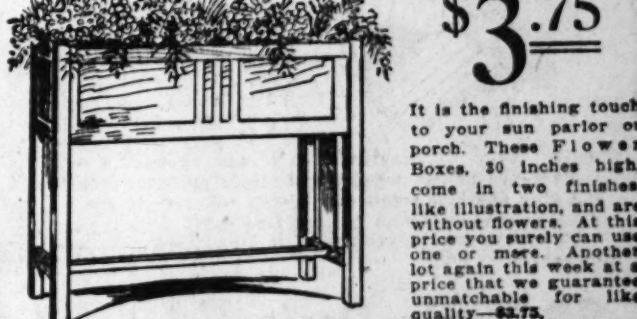 $3.75
It is the finishing touch
to your sun parlor or
porch. These Flower
Boxes, 30 inches high,
come in two finishes
like illustration, and are
without flowers. At this
price you surely can use
one or more. Another
lot again this week at a
price that we guarantee
unmatchable for like
quality—$3.75.